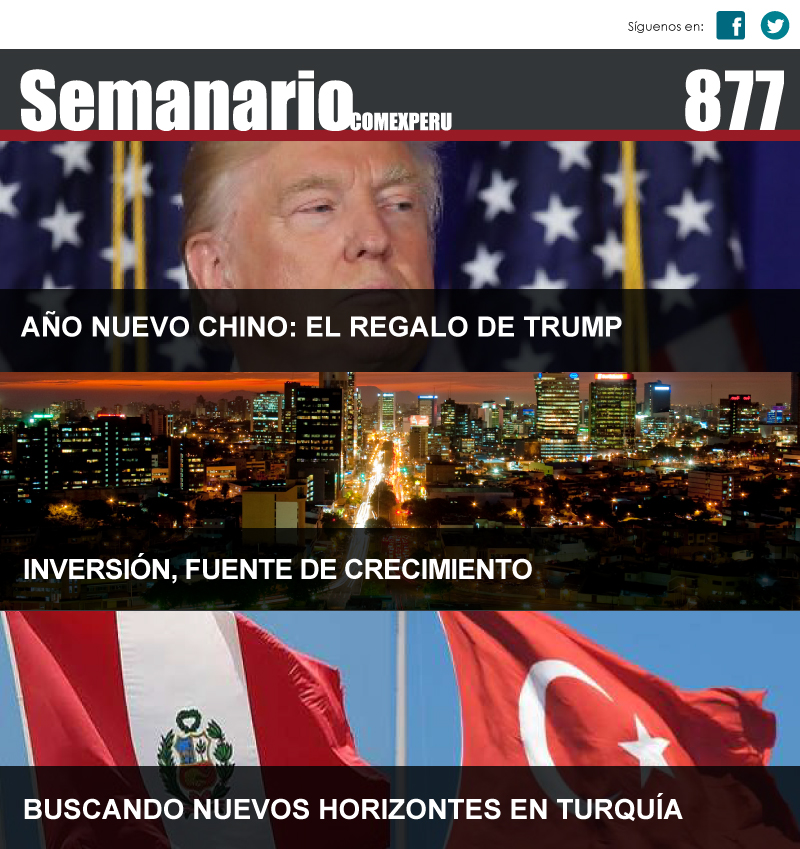 Síguenos en:
Semanario COMEXPERU 877
AÑO NUEVO CHINO: EL REGALO DE TRUMP
INVERSIÓN, FUENTE DE CRECIMIENTO
BUSCANDO NUEVOS HORIZONTES EN TURQUÍA